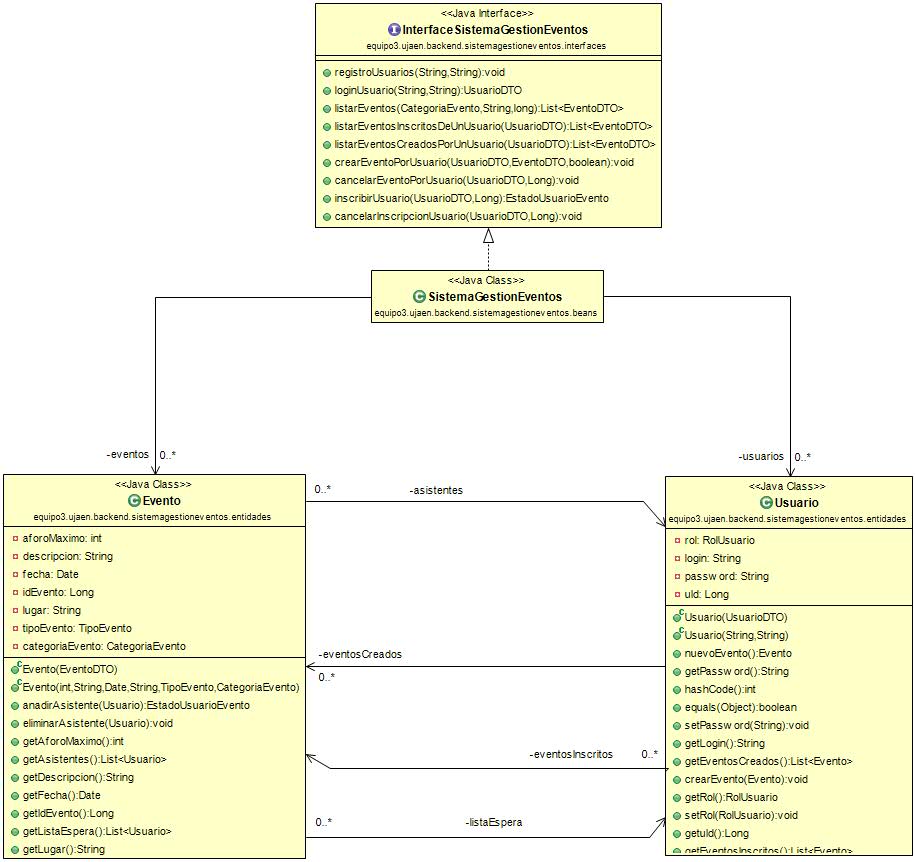 <<Java Interface>>
InterfaceSistemaGestionEventos
equipo3.ujaen.backend.sistemagestioneventos.interfaces
registroUsuarios(String,String):void
loginUsuario(String,String):UsuarioDTO
listarEventos(CategoriaEvento,String,long):List<EventoDTO>
listarEventosInscritosDeUnUsuario(UsuarioDTO):List<EventoDTO>
listarEventosCreadosPorUnUsuario(UsuarioDTO):List<EventoDTO>
crearEventoPorUsuario(UsuarioDTO,EventoDTO,boolean):void
cancelarEventoPorUsuario(UsuarioDTO,Long):void
inscribirUsuario(UsuarioDTO,Long):EstadoUsuarioEvento
cancelarInscripcionUsuario(UsuarioDTO,Long):void
<<Java Class>>
SistemaGestionEventos
equipo3.ujaen.backend.sistemagestioneventos.beans
-eventos 0..*
-usuarios 0..*
<<Java Class>>
Evento
equipo3.ujaen.backend.sistemagestioneventos.entidades
aforoMaximo: int
descripcion: String
fecha: Date
idEvento: Long
lugar: String
tipoEvento: TipoEvento
categoriaEvento: CategoriaEvento
Evento(EventoDTO)
Evento(int,String,Date,String,TipoEvento,CategoriaEvento)
anadirAsistente(Usuario):EstadoUsuarioEvento
eliminarAsistente(Usuario):void
getAforoMaximo():int
getAsistentes():List<Usuario>
getDescripcion():String
getFecha():Date
getIdEvento():Long
getListaEspera():List<Usuario>
getLugar():String
0..* -asistentes
-eventosCreados
0..*
-eventosInscritos 0..*
0..* -listaEspera
<<Java Class>>
Usuario
equipo3.ujaen.backend.sistemagestioneventos.entidades
rol: RolUsuario
login: String
password: String
uId: Long
Usuario(UsuarioDTO)
Usuario(String,String)
nuevoEvento():Evento
getPassword():String
hashCode():int
equals(Object):boolean
setPassword(String):void
getLogin():String
getEventosCreados():List<Evento>
crearEvento(Evento):void
getRol():RolUsuario
setRol(RolUsuario):void
getuId():Long
getEventosInscritos():List<Evento>